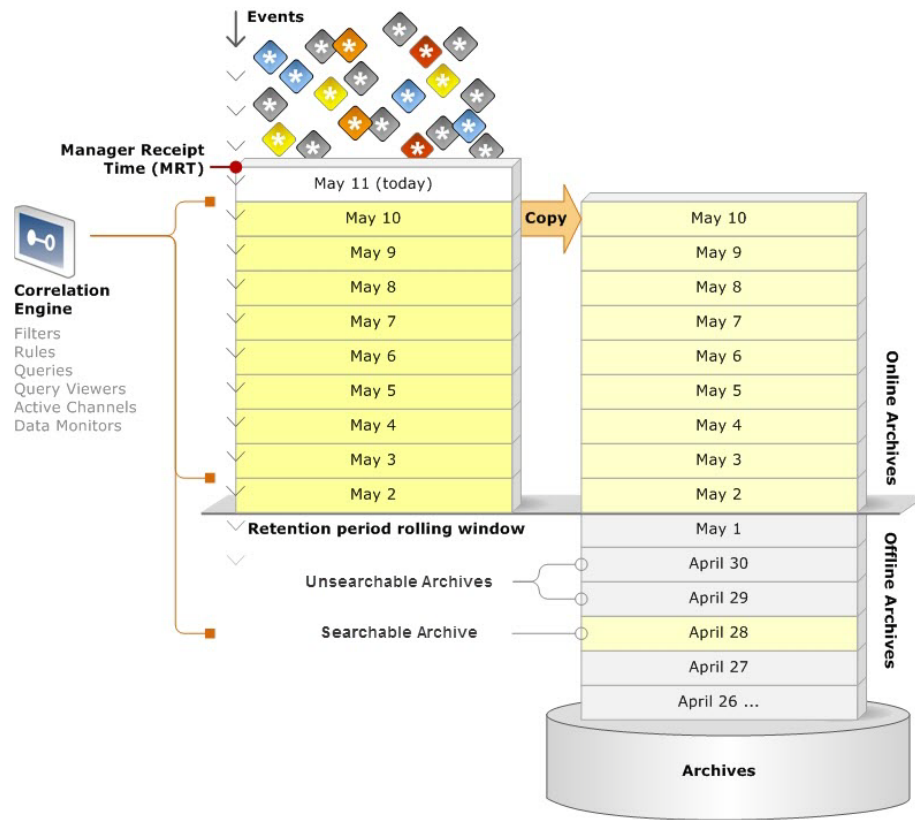 Events
Manager Receipt
Time (MRT)
May 11 (today)
May 10
May 9
May 8
May 7
May 6
May 5
May 4
May 3
May 2
Retention period rolling window
Copy
Correlation
Engine
Filters
Rules
Queries
Query Viewers
Active Channels
Data Monitors
May 10
May 9
May 8
May 7
May 6
May 5
May 4
May 3
May 2
May 1
April 30
April 29
April 28
April 27
April 26 ...
Online Archives
Offline Archives
Unsearchable Archives
Searchable Archive
Archives